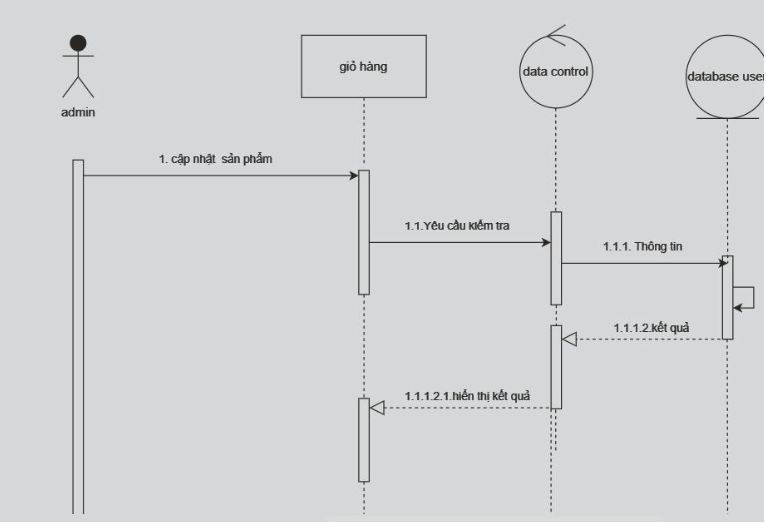 giỏ hàng
data control
database user
admin
1. cập nhật sản phẩm
1.1.Yêu cầu kiểm tra
1.1.1. Thông tin
1.1.1.2.kết quả
1.1.1.2.1.hiển thị kết quả